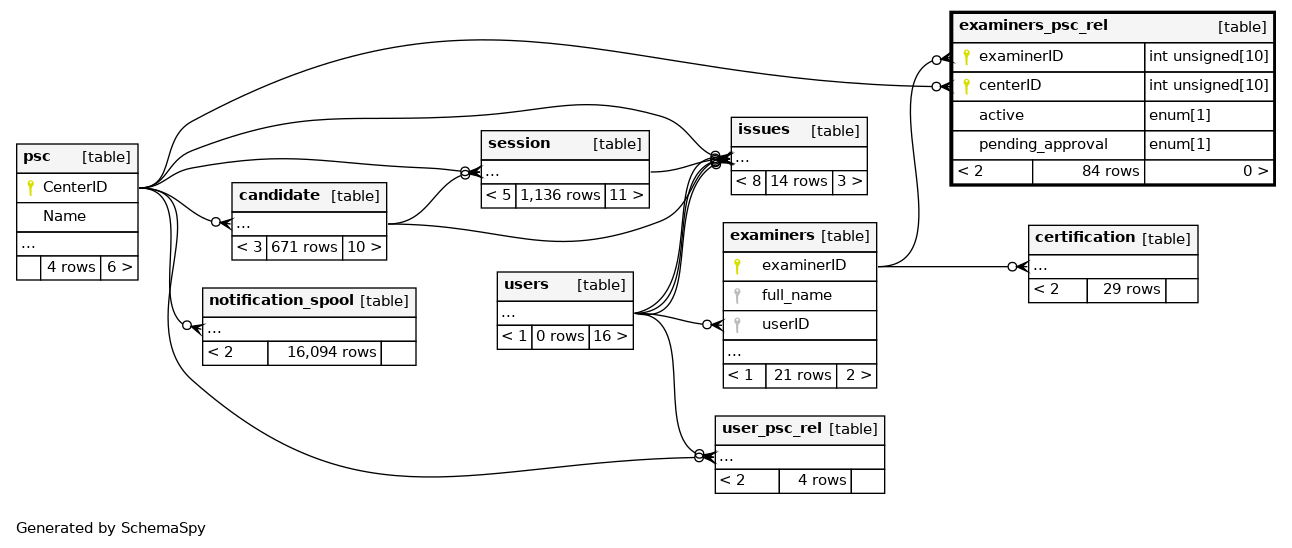 examiners_psc_rel [table]
examinerID int unsigned[10]
centerID int unsigned[10]
active enum[1]
pending_approval enum[1]
< 2 84 rows 0 >
psc [table]
CenterID
Name
...
4 rows 6 >
session [table]
...
< 5 1,136 rows 11 >
issues [table]
...
< 8 14 rows 3 >
candidate [table]
...
< 3 671 rows 10 >
examiners [table]
examinerID
full_name
userID
...
< 1 21 rows 2 >
certification [table]
...
< 2 29 rows
notification_spool [table]
...
< 2 16,094 rows
users [table]
...
< 1 0 rows 16 >
user_psc_rel [table]
...
< 2 4 rows
Generated by SchemaSpy